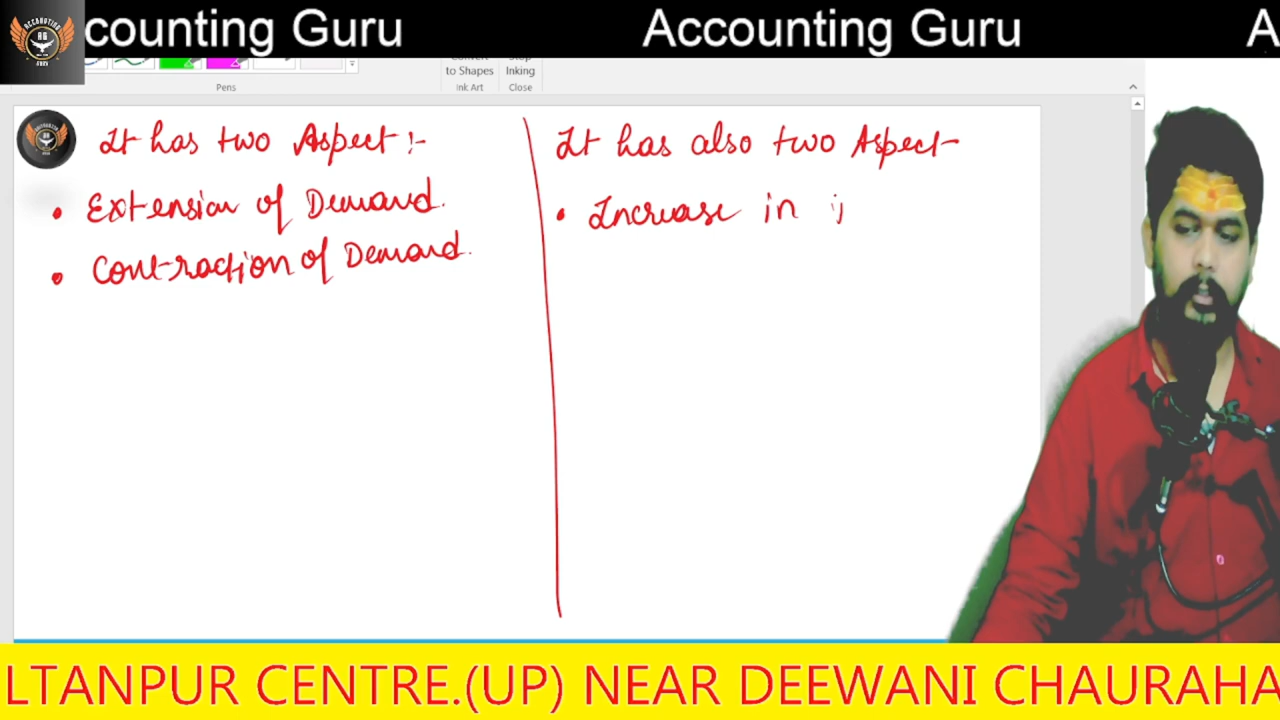 counting Guru
Accounting Guru
A
to Shapes
Inking
Pens
Ink Art
Close
It has two Aspect :-
• Extension of Demand.
• Contraction of Demand.
It has also two Aspect-
• Increase in
LTANPUR CENTRE.(UP) NEAR DEEWANI CHAURAHA